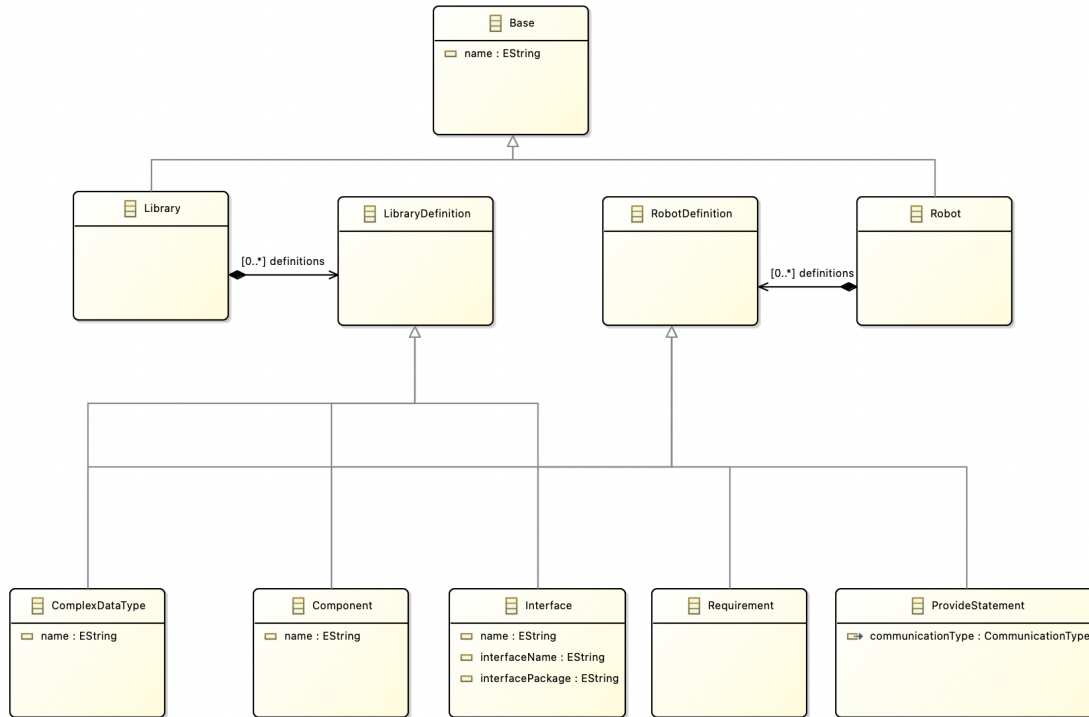 Base
name : EString
Library
LibraryDefinition
RobotDefinition
Robot
[0..*] definitions
[0..*] definitions
ComplexDataType
name : EString
Component
name : EString
Interface
name : EString
interfaceName : EString
interfacePackage : EString
Requirement
ProvideStatement
communicationType : CommunicationType